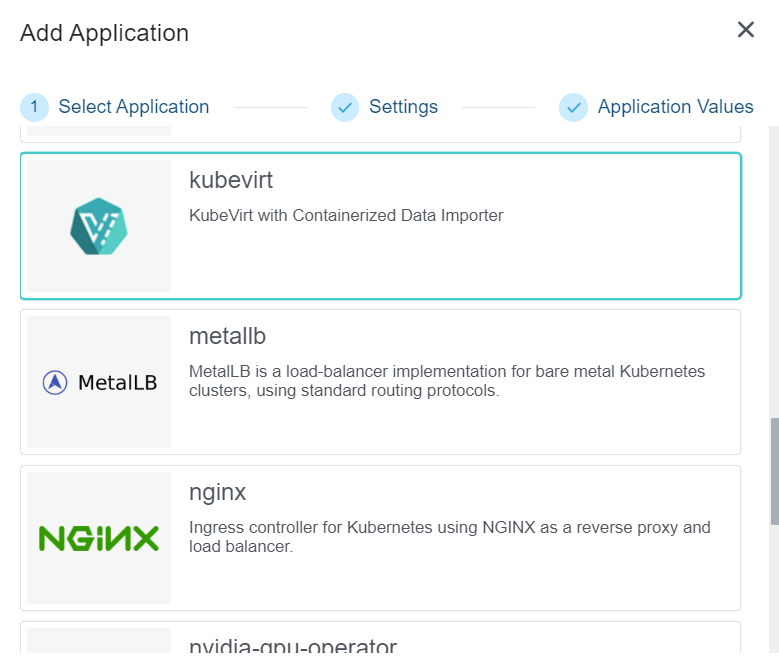 Add Application
1 Select Application
Settings
Application Values
kubevirt
KubeVirt with Containerized Data Importer
MetalLB
metallb
MetalLB is a load-balancer implementation for bare metal Kubernetes
clusters, using standard routing protocols.
NGINX
nginx
Ingress controller for Kubernetes using NGINX as a reverse proxy and
load balancer.
nvidia-gpu-operator